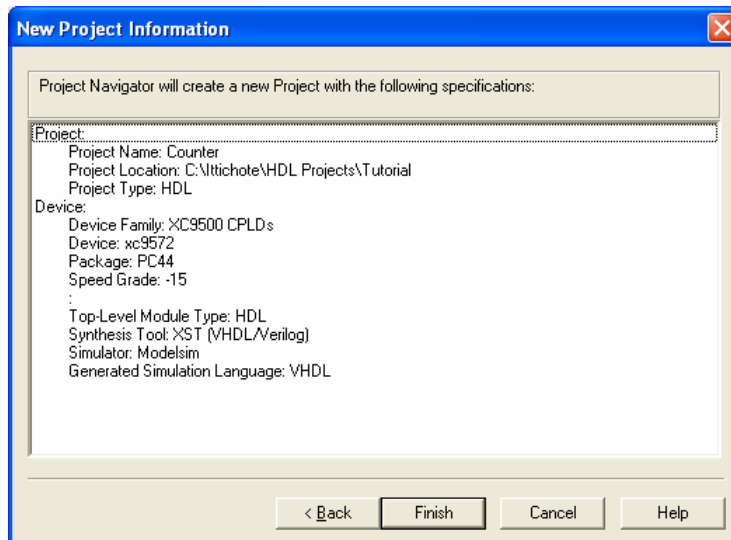 New Project Information
Project Navigator will create a new Project with the following specifications:
Project:
Project Name: Counter
Project Location: C:\Ittichote\HDL Projects\Tutorial
Project Type: HDL
Device:
Device Family: XC9500 CPLDs
Device: xc9572
Package: PC44
Speed Grade: -15
:
Top-Level Module Type: HDL
Synthesis Tool: XST (VHDL/Verilog)
Simulator: Modelsim
Generated Simulation Language: VHDL
< Back Finish Cancel Help